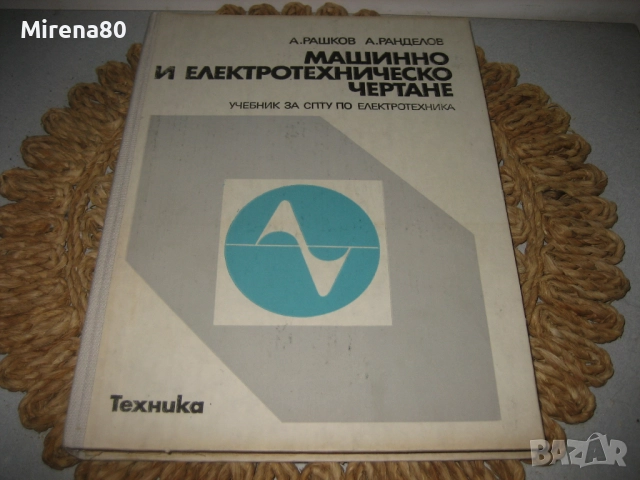 Mirena80
А.РАШКОВ А.РАНДЕЛОВ
МАШИННО
И ЕЛЕКТРОТЕХНИЧЕСКО
ЧЕРТАНЕ
УЧЕБНИК ЗА СПТУ ПО ЕЛЕКТРОТЕХНИКА
Техника
BAZAR